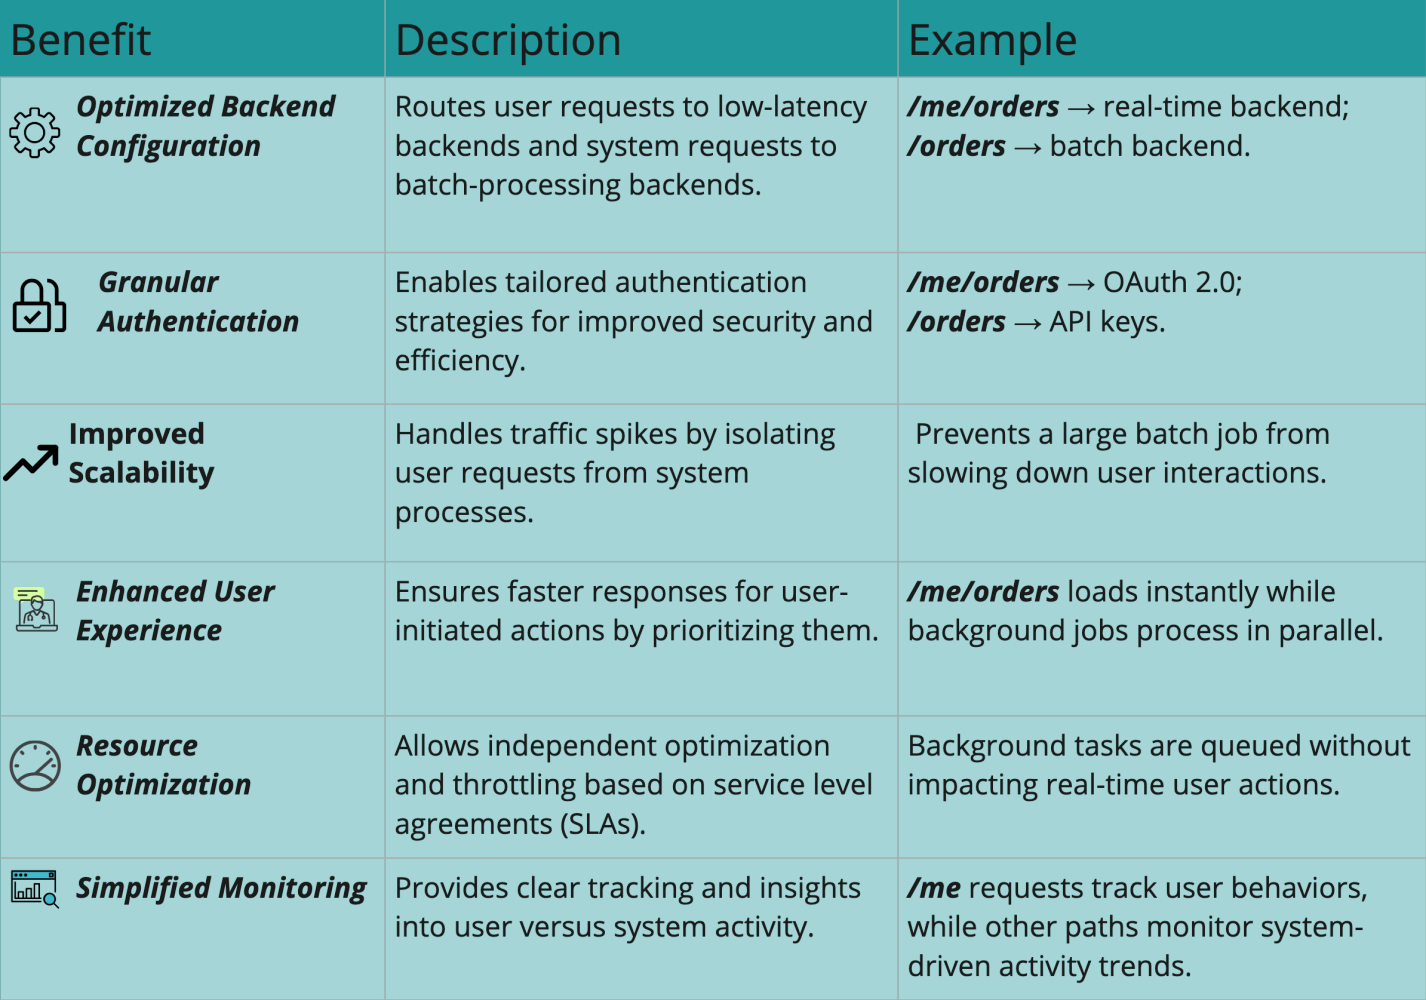 Benefit
Description
Example
Optimized Backend
Configuration
Routes user requests to low-latency
backends and system requests to
batch-processing backends.
/me/orders → real-time backend;
/orders → batch backend.
Granular
Authentication
Enables tailored authentication
strategies for improved security and
efficiency.
/me/orders → OAuth 2.0;
/orders → API keys.
Improved
Scalability
Handles traffic spikes by isolating
user requests from system
processes.
Prevents a large batch job from
slowing down user interactions.
Enhanced User
Experience
Ensures faster responses for user-
initiated actions by prioritizing them.
/me/orders loads instantly while
background jobs process in parallel.
Resource
Optimization
Allows independent optimization
and throttling based on service level
agreements (SLAs).
Background tasks are queued without
impacting real-time user actions.
Simplified Monitoring
Provides clear tracking and insights
into user versus system activity.
/me requests track user behaviors,
while other paths monitor system-
driven activity trends.